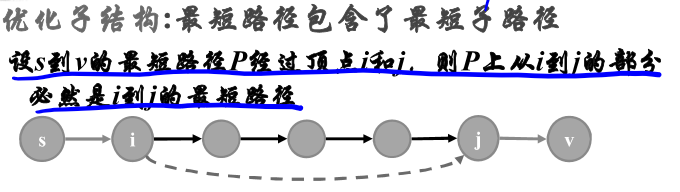 优化子结构:最短路径包含了最短子路径
设s到v的最短路径P经过顶点i和j, 则P上从i到j的部分
必然是i到j的最短路径
s i j v